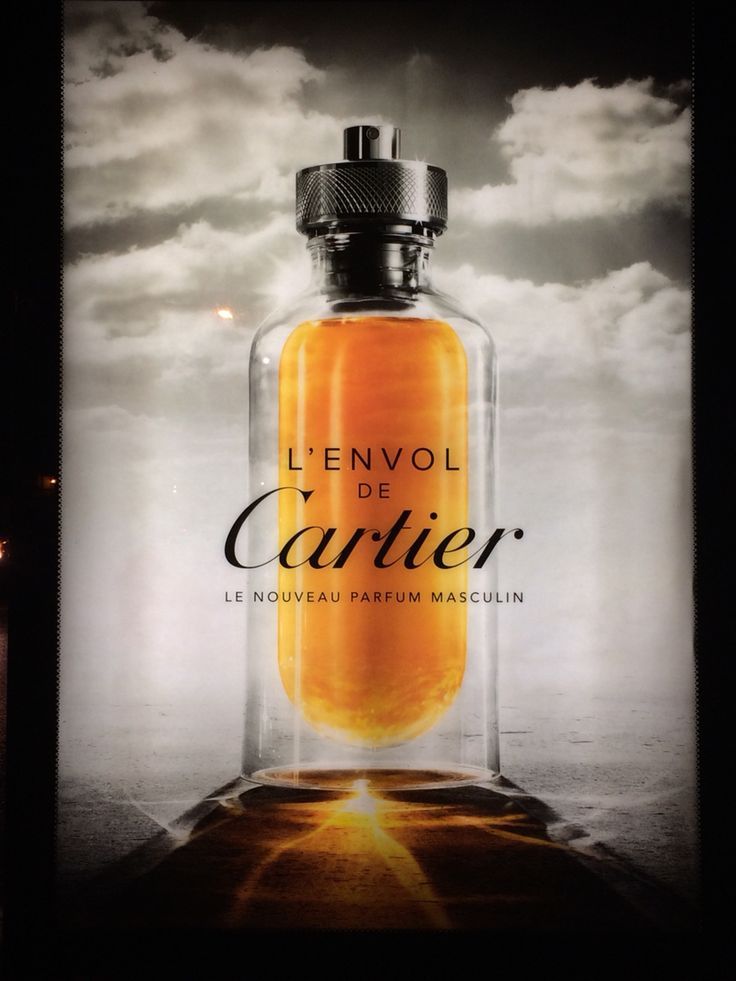 L'ENVOL
DE
Cartier
LE NOUVEAU PARFUM MASCULIN